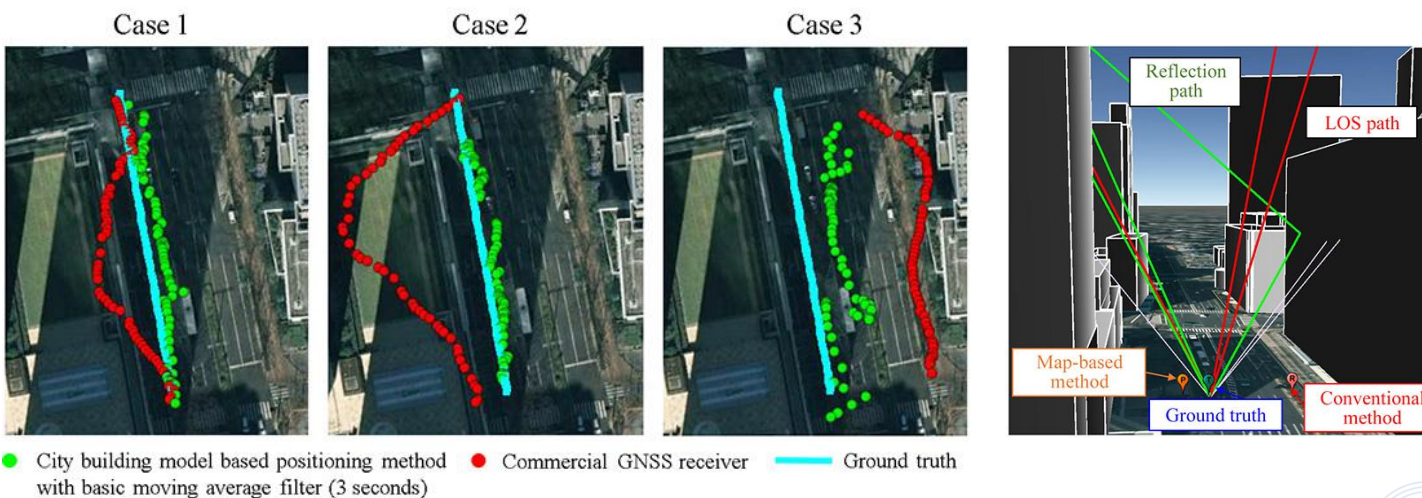 Case 1
Case 2
Case 3
Reflection
path
LOS path
Map-based
method
Ground truth
Conventional
method
City building model based positioning method
with basic moving average filter (3 seconds)
Commercial GNSS receiver
Ground truth